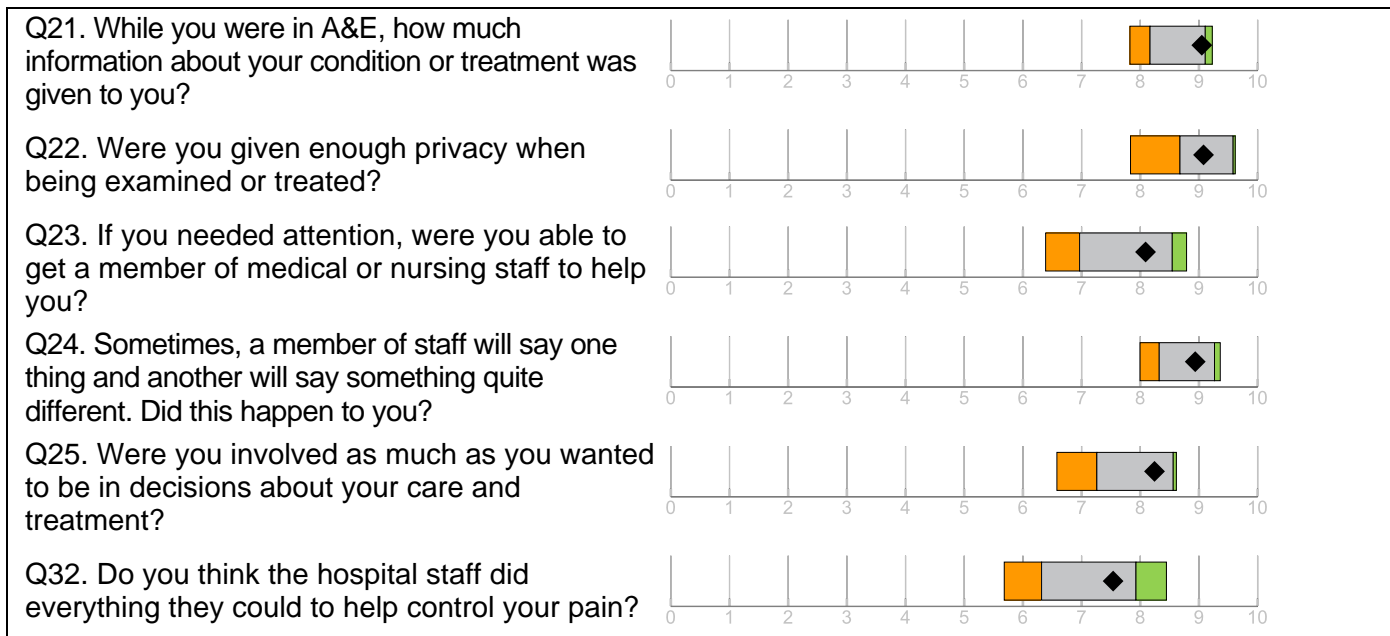 Q21. While you were in A&E, how much
information about your condition or treatment was
given to you?
0 1 2 3 4 5 6 7 8 9 10
Q22. Were you given enough privacy when
being examined or treated?
0 1 2 3 4 5 6 7 8 9 10
Q23. If you needed attention, were you able to
get a member of medical or nursing staff to help
you?
0 1 2 3 4 5 6 7 8 9 10
Q24. Sometimes, a member of staff will say one
thing and another will say something quite
different. Did this happen to you?
0 1 2 3 4 5 6 7 8 9 10
Q25. Were you involved as much as you wanted
to be in decisions about your care and
treatment?
0 1 2 3 4 5 6 7 8 9 10
Q32. Do you think the hospital staff did
everything they could to help control your pain?
0 1 2 3 4 5 6 7 8 9 10